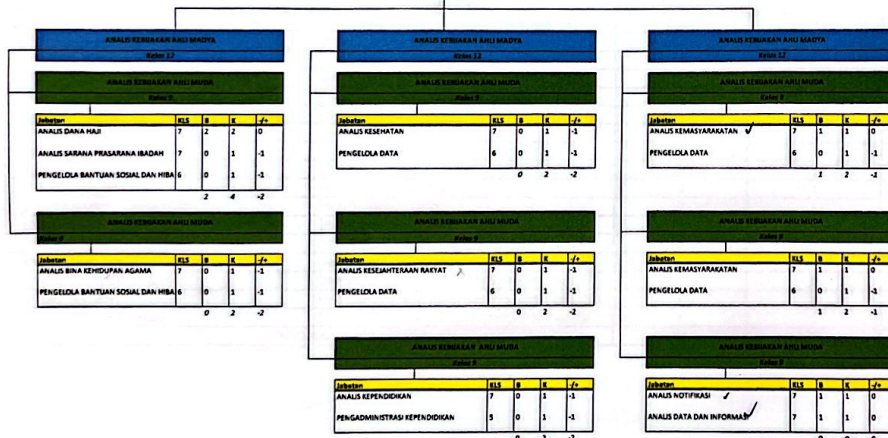 ANALIS KEBIJAKAN AHLI MADYA
Kelas 12
ANALIS KEBIJAKAN AHLI MUDA
Kelas 9
Jabatan KLS B K -/+
ANALIS DANA HAJI 7 2 2 0
ANALIS SARANA PRASARANA IBADAH 7 0 1 -1
PENGELOLA BANTUAN SOSIAL DAN HIBA 6 0 1 -1
2 4 -2
ANALIS KEBIJAKAN AHLI MUDA
Kelas 9
Jabatan KLS B K -/+
ANALIS BINA KEHIDUPAN AGAMA 7 0 1 -1
PENGELOLA BANTUAN SOSIAL DAN HIBA 6 0 1 -1
0 2 -2
ANALIS KEBIJAKAN AHLI MADYA
Kelas 12
ANALIS KEBIJAKAN AHLI MUDA
Kelas 9
Jabatan KLS B K -/+
ANALIS KESEHATAN 7 0 1 -1
PENGELOLA DATA 6 0 1 -1
0 2 -2
ANALIS KEBIJAKAN AHLI MUDA
Kelas 9
Jabatan KLS B K -/+
ANALIS KESEJAHTERAAN RAKYAT 7 0 1 -1
PENGELOLA DATA 6 0 1 -1
0 2 -2
ANALIS KEBIJAKAN AHLI MUDA
Kelas 9
Jabatan KLS B K -/+
ANALIS KEPENDIDIKAN 7 0 1 -1
PENGADMINISTRASI KEPENDIDIKAN 5 0 1 -1
ANALIS KEBIJAKAN AHLI MADYA
Kelas 12
ANALIS KEBIJAKAN AHLI MUDA
Kelas 9
Jabatan KLS B K -/+
ANALIS KEMASYARAKATAN 7 1 1 0
PENGELOLA DATA 6 0 1 -1
1 2 -1
ANALIS KEBIJAKAN AHLI MUDA
Kelas 9
Jabatan KLS B K -/+
ANALIS KEMASYARAKATAN 7 1 1 0
PENGELOLA DATA 6 0 1 -1
1 2 -1
ANALIS KEBIJAKAN AHLI MUDA
Kelas 9
Jabatan KLS B K -/+
ANALIS NOTIFIKASI 7 1 1 0
ANALIS DATA DAN INFORMASI 7 1 1 0